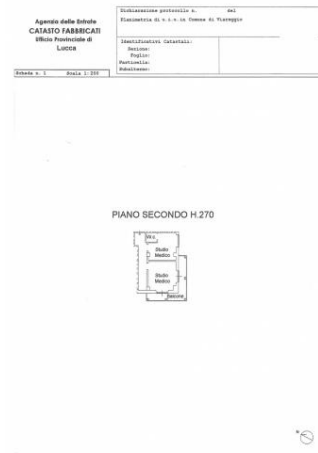 Agenzia delle Entrate
CATASTO FABBRICATI
Ufficio Provinciale di
Lucca
Dichiarazione protocollo n. del
Planimetria di u.i.u. in Comune di Viareggio
Identificativi Catastali:
Sezione:
Foglio:
Particella:
Subalterno:
Scheda n. 1 Scala 1:200
PIANO SECONDO H.270
W.c.
Studio
Medico
Studio
Medico
Balcone